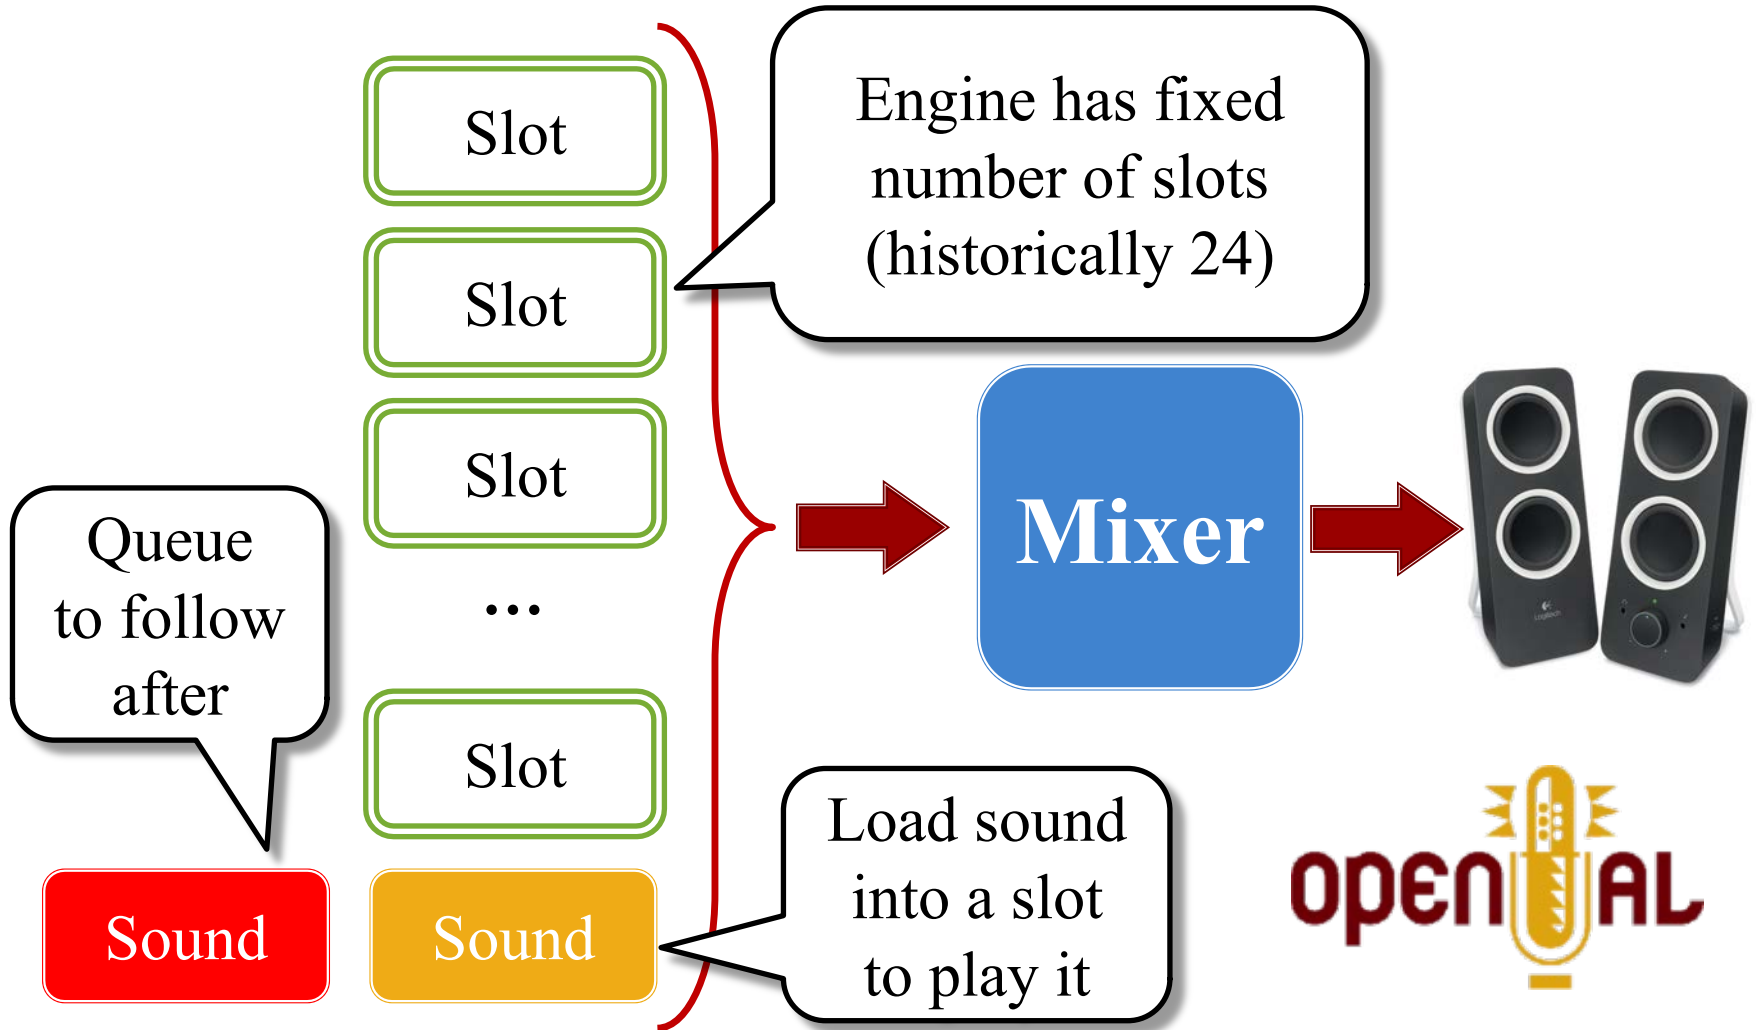 Slot
Engine has fixed
number of slots
(historically 24)
Slot
Slot
Queue
to follow
after
...
Mixer
Logitech
Slot
Load sound
into a slot
to play it
Sound
Sound
OPENAL